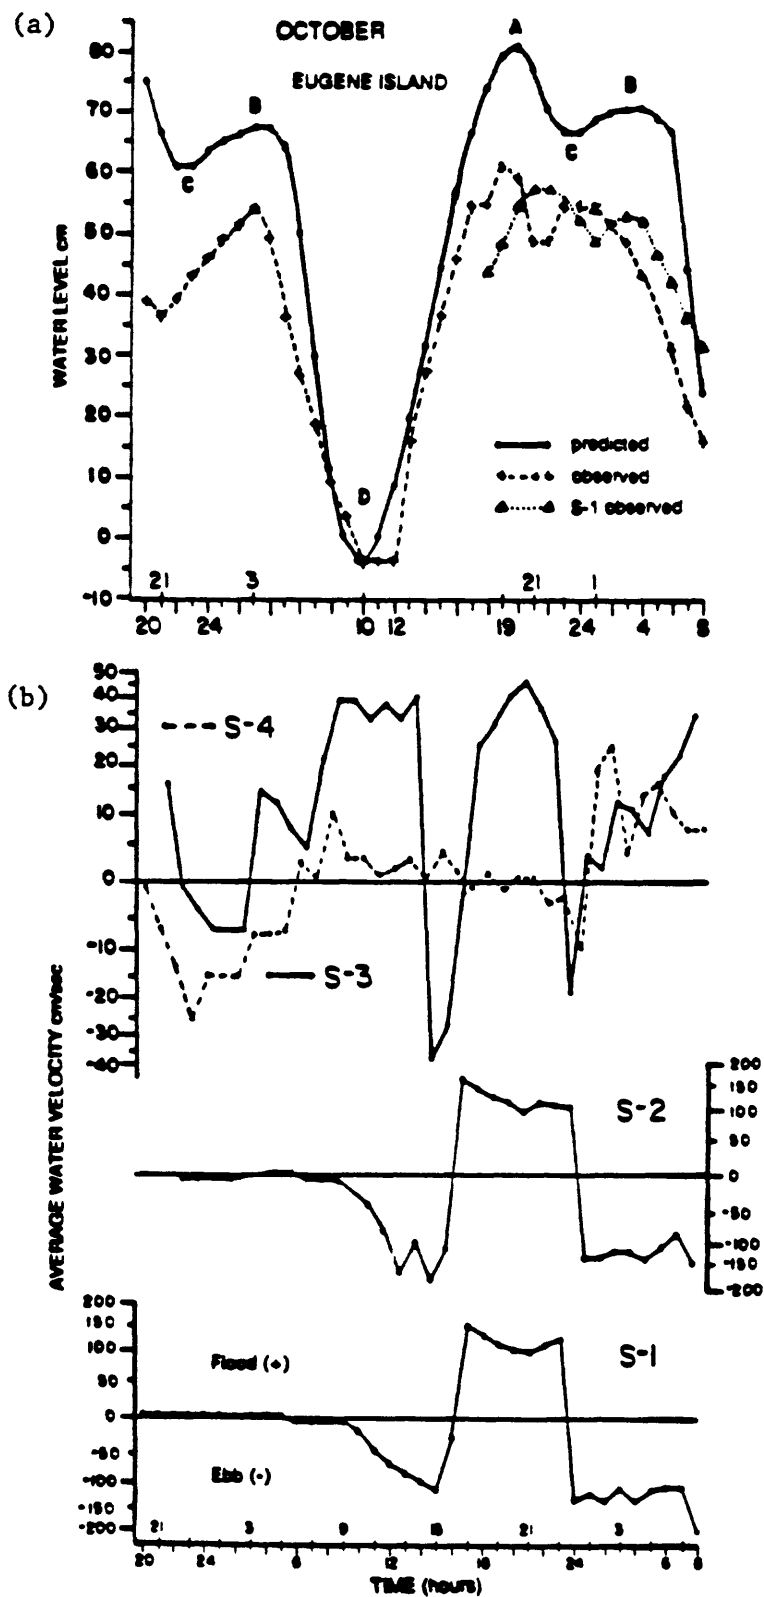 (a)
OCTOBER
EUGENE ISLAND
A
B
B
C
C
D
WATER LEVEL cm
80
70
60
50
40
30
20
10
0
-10
predicted
observed
S-1 observed
21 3 21 1
20 24 10 12 19 24 4 8
(b)
50
40
30
20
10
0
-10
-20
-30
-40
S-4
S-3
AVERAGE WATER VELOCITY cm/sec
200
150
100
50
0
-50
-100
-150
-200
S-2
200
150
100
50
0
-50
-100
-150
-200
Flood (+)
S-1
Ebb (-)
21 3 9 15 21 3
20 24 6 12 18 24 6 8
TIME (hours)